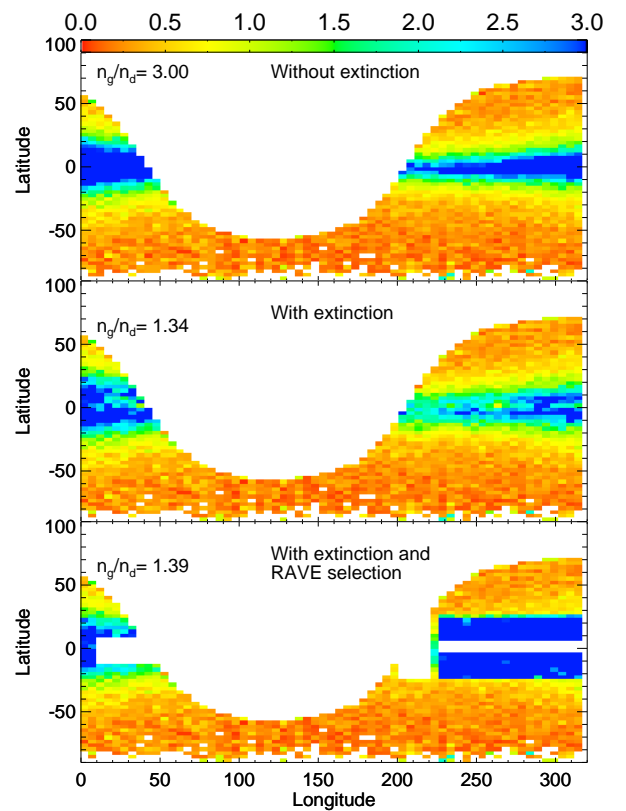 0.0 0.5 1.0 1.5 2.0 2.5 3.0
100
n_g/n_d= 3.00 Without extinction
50
Latitude
0
-50
100
n_g/n_d= 1.34 With extinction
50
Latitude
0
-50
100
n_g/n_d= 1.39 With extinction and
RAVE selection
50
Latitude
0
-50
0 50 100 150 200 250 300
Longitude